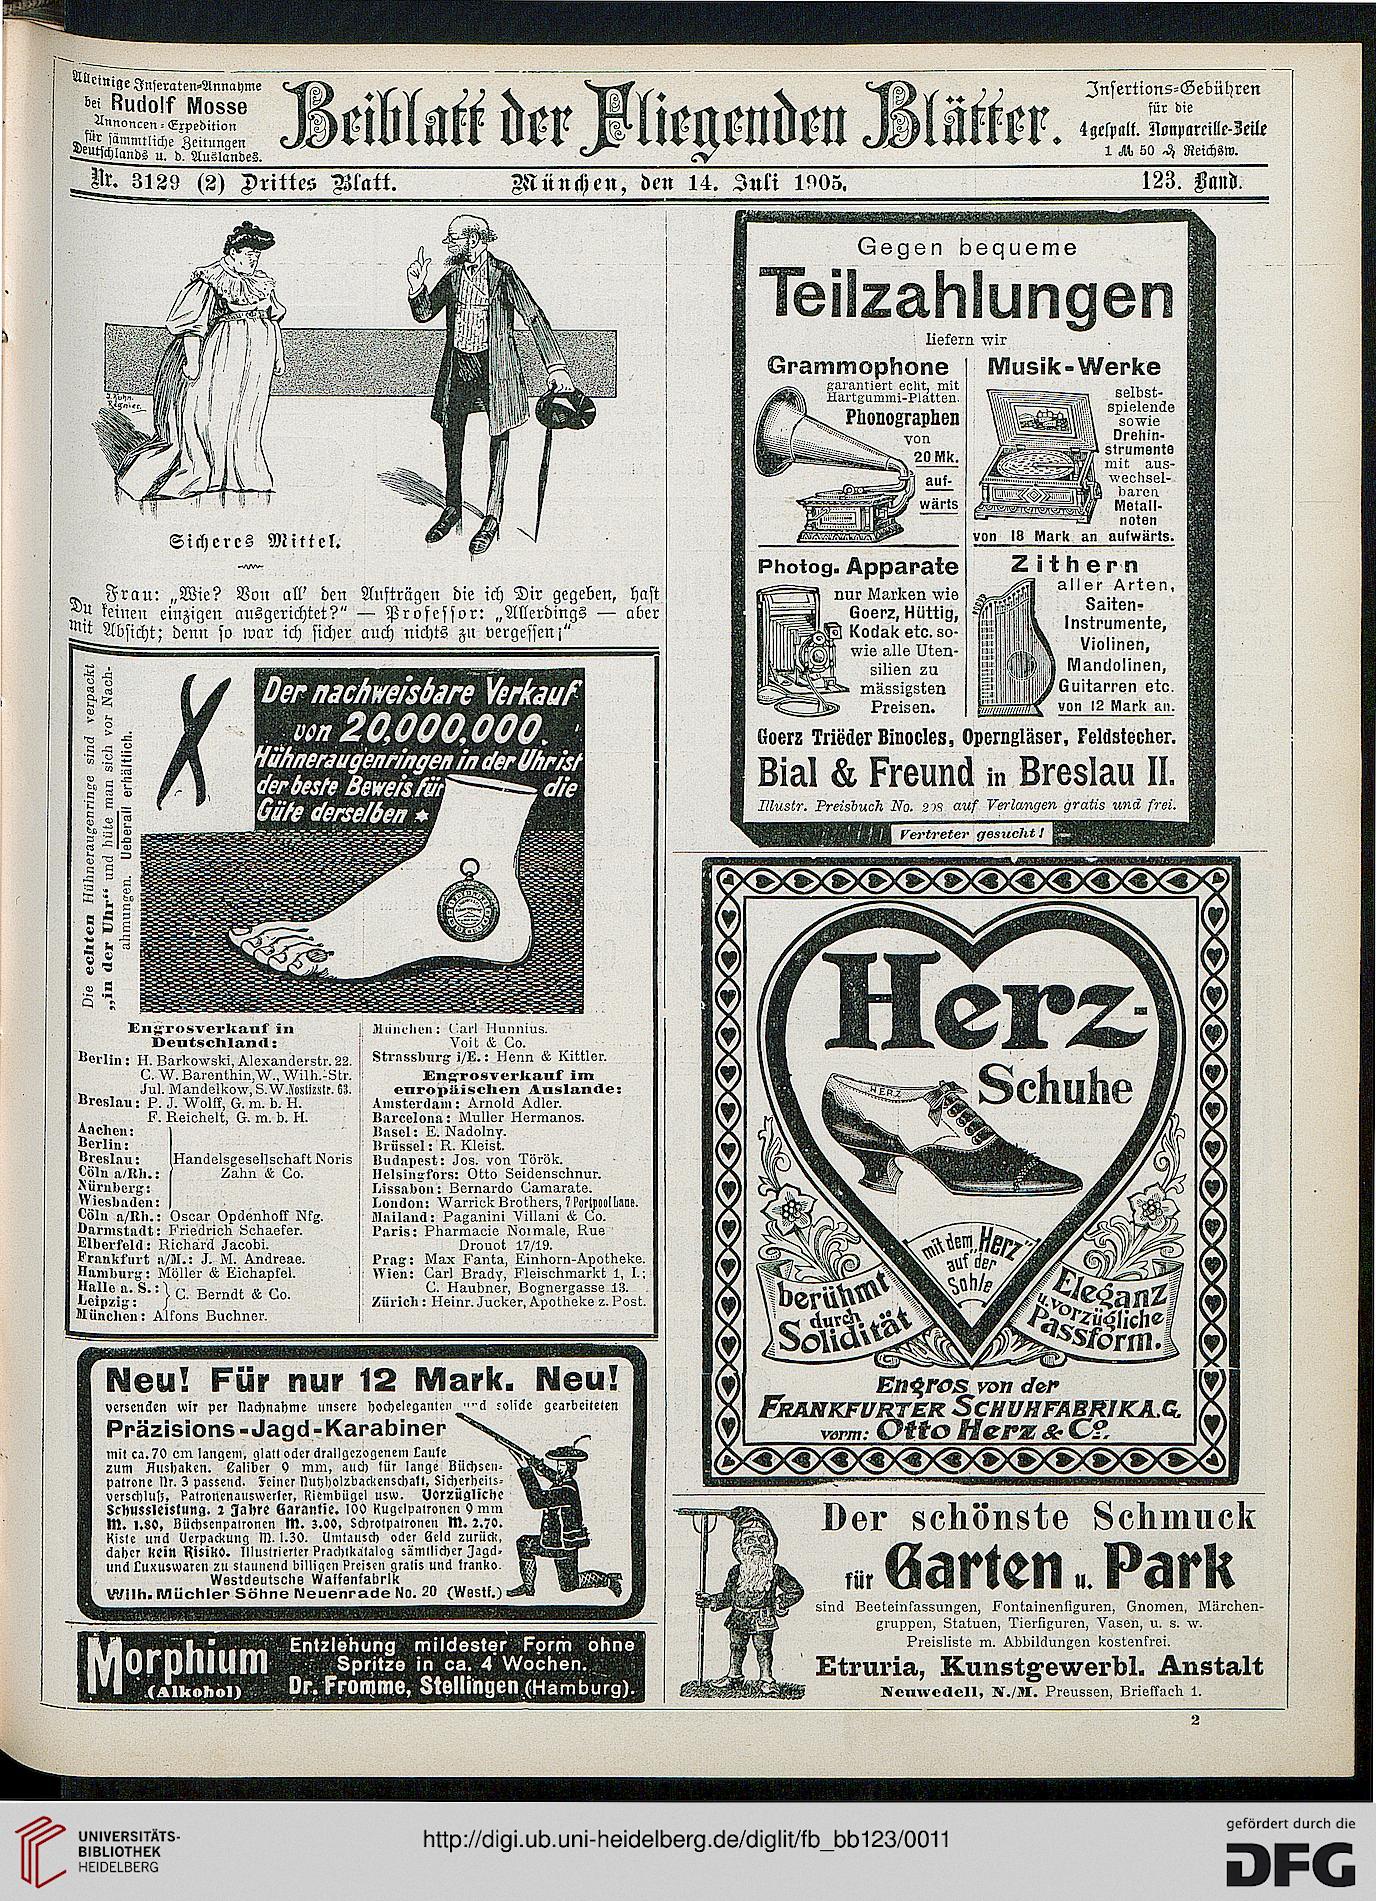 Alleinige Inseraten-Annahme
bei Rudolf Mosse
Annoncen-Expedition
für sämmtliche Zeitungen
Deutschlands u. d. Auslandes.
Beiblatt der Fliegenden Blätter.
Insertions-Gebühren
für die
4gespalt. Nonpareille-Zeile
1 ℳ 50 ₰ Reichsw.
Nr. 3129 (2) Drittes Blatt. München, den 14. Juli 1905. 123. Band.
Sicheres Mittel.
Frau: „Wie? Von all' den Aufträgen die ich Dir gegeben, hast
Du keinen einzigen ausgerichtet?" — Professor: „Allerdings — aber
mit Absicht; denn so war ich sicher auch nichts zu vergessen!"
Die echten Hühneraugenringe sind verpackt
„in der Uhr" und hüte man sich vor Nach-
ahmungen. Ueberall erhältlich.
Der nachweisbare Verkauf
von 20,000,000
Hühneraugenringen in der Uhr ist
der beste Beweis für die
Güte derselben *
Engrosverkauf in
Deutschland:
Berlin: H. Barkowski, Alexanderstr. 22.
C. W. Barenthin, W., Wilh.-Str.
Jul. Mandelkow, S.W. Nostizstr. 63.
Breslau: P. J. Wolff, G. m. b. H.
F. Reichelt, G. m. b. H.
Aachen:
Berlin:
Breslau: Handelsgesellschaft Noris
Cöln a/Rh.: Zahn & Co.
Nürnberg:
Wiesbaden:
Cöln a/Rh.: Oscar Opdenhoff Nfg.
Darmstadt: Friedrich Schaefer.
Elberfeld: Richard Jacobi.
Frankfurt a/M.: J. M. Andreae.
Hamburg: Möller & Eichapfel.
Halle a. S.: C. Berndt & Co.
Leipzig:
München: Alfons Buchner.
München: Carl Hunnius.
Voit & Co.
Strassburg i/E.: Henn & Kittler.
Engrosverkauf im
europäischen Auslande:
Amsterdam: Arnold Adler.
Barcelona: Muller Hermanos.
Basel: E. Nadolny.
Brüssel: R. Kleist.
Budapest: Jos. von Török.
Helsingfors: Otto Seidenschnur.
Lissabon: Bernardo Camarate.
London: Warrick Brothers, 7 Portpool Lane.
Mailand: Paganini Villani & Co.
Paris: Pharmacie Normale, Rue
Drouot 17/19.
Prag: Max Fanta, Einhorn-Apotheke.
Wien: Carl Brady, Fleischmarkt 1, I.;
C. Haubner, Bognergasse 13.
Zürich: Heinr. Jucker, Apotheke z. Post.
Neu! Für nur 12 Mark. Neu!
versenden wir per Nachnahme unsere hocheleganten und solide gearbeiteten
Präzisions-Jagd-Karabiner
mit ca. 70 cm langem, glatt oder drallgezogenem Laufe
zum Aushaken. Kaliber 9 mm, auch für lange Büchsen-
patrone Nr. 3 passend. Feiner Nutzholzbackenschaft, Sicherheits-
verschluß, Patronenauswerfer, Riembügel usw. Vorzügliche
Schussleistung. 2 Jahre Garantie. 100 Kugelpatronen 9 mm
M. 1.80, Büchsenpatronen M. 3.00, Schrotpatronen M. 2.70.
Kiste und Verpackung M. 1.30. Umtausch oder Geld zurück,
daher kein Risiko. Illustrierter Prachtkatalog sämtlicher Jagd-
und Luxuswaren zu staunend billigen Preisen gratis und franko.
Westdeutsche Waffenfabrik
Wilh. Müchler Söhne Neuenrade No. 20 (Westf.)
Morphium
(Alkohol)
Entziehung mildester Form ohne
Spritze in ca. 4 Wochen.
Dr. Fromme, Stellingen (Hamburg).
Gegen bequeme
Teilzahlungen
liefern wir
Grammophone
garantiert echt, mit
Hartgummi-Platten.
Phonographen
von
20 Mk.
auf-
wärts
Musik-Werke
selbst-
spielende
sowie
Drehin-
strumente
mit aus-
wechsel-
baren
Metall-
noten
von 18 Mark an aufwärts.
Photog. Apparate
nur Marken wie
Goerz, Hüttig,
Kodak etc. so-
wie alle Uten-
silien zu
mässigsten
Preisen.
Zithern
aller Arten,
Saiten-
Instrumente,
Violinen,
Mandolinen,
Guitarren etc.
von 12 Mark an.
Goerz Triëder Binocles, Operngläser, Feldstecher.
Bial & Freund in Breslau II.
Illustr. Preisbuch No. 298 auf Verlangen gratis und frei.
Vertreter gesucht!
Herz-
Schuhe
HERZ
mit dem „Herz"
auf der
Sohle
berühmt
durch
Solidität
Eleganz
u. vorzügliche
Passform.
Engros von der
FRANKFURTER SCHUHFABRIK A.G.
vorm: Otto Herz & Co.
Der schönste Schmuck
für Garten u. Park
sind Beeteinfassungen, Fontainenfiguren, Gnomen, Märchen-
gruppen, Statuen, Tierfiguren, Vasen, u. s. w.
Preisliste m. Abbildungen kostenfrei.
Etruria, Kunstgewerbl. Anstalt
Neuwedell, N./M. Preussen, Brieffach 1.
2
UNIVERSITÄTS-
BIBLIOTHEK
HEIDELBERG
http://digi.ub.uni-heidelberg.de/diglit/fb_bb123/0011
gefördert durch die
DFG